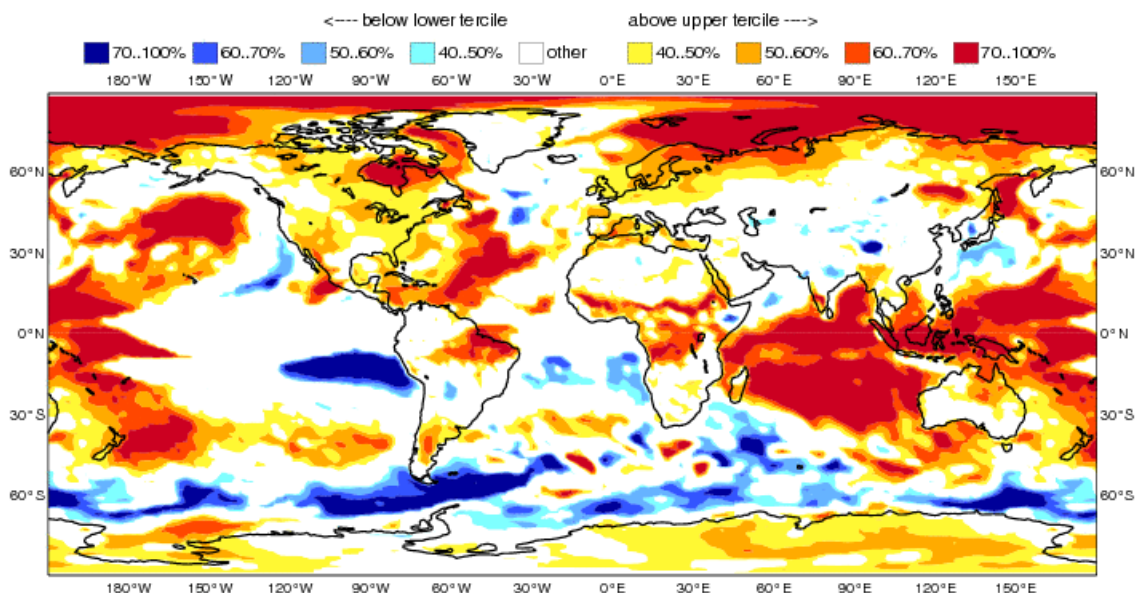 <---- below lower tercile above upper tercile ---->
70..100% 60..70% 50..60% 40..50% other 40..50% 50..60% 60..70% 70..100%
180°W 150°W 120°W 90°W 60°W 30°W 0°E 30°E 60°E 90°E 120°E 150°E
60°N 60°N
30°N 30°N
0°N 0°N
30°S 30°S
60°S 60°S
180°W 150°W 120°W 90°W 60°W 30°W 0°E 30°E 60°E 90°E 120°E 150°E